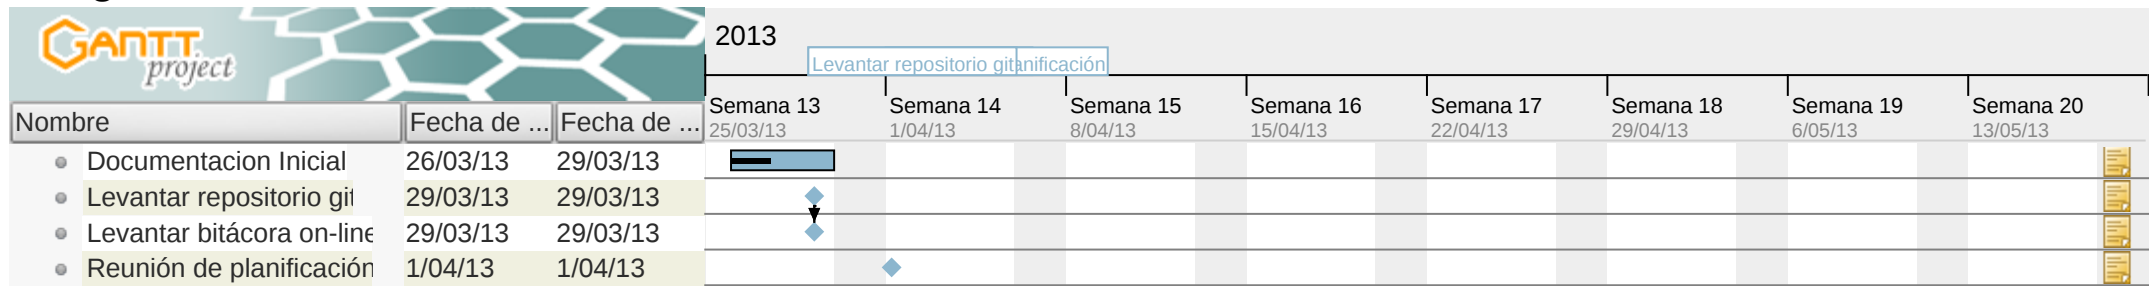 GANTT
project
2013
Levantar repositorio git
anificación
Semana 13 Semana 14 Semana 15 Semana 16 Semana 17 Semana 18 Semana 19 Semana 20
Nombre Fecha de ... Fecha de ...
25/03/13 1/04/13 8/04/13 15/04/13 22/04/13 29/04/13 6/05/13 13/05/13
Documentacion Inicial 26/03/13 29/03/13
Levantar repositorio git 29/03/13 29/03/13
Levantar bitácora on-line 29/03/13 29/03/13
Reunión de planificación 1/04/13 1/04/13